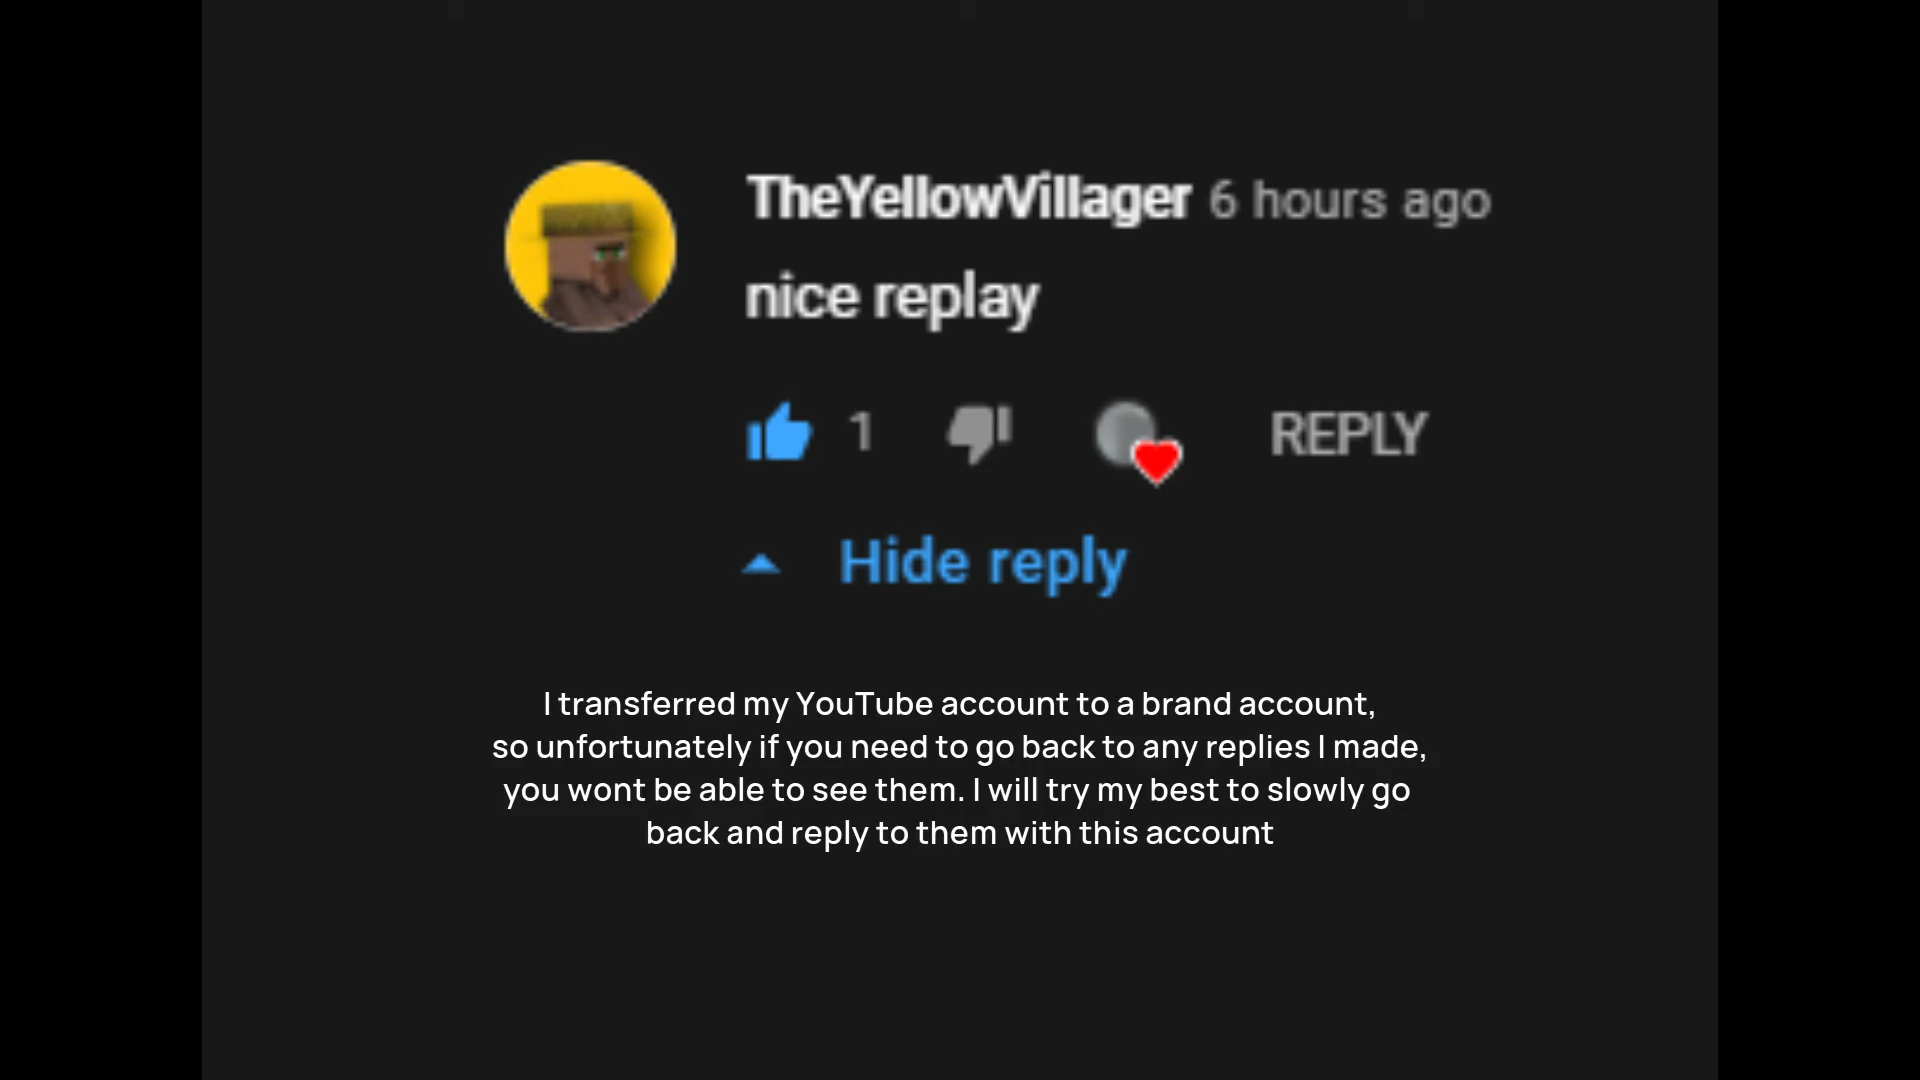 TheYellowVillager 6 hours ago
nice replay
1 REPLY
Hide reply
I transferred my YouTube account to a brand account,
so unfortunately if you need to go back to any replies I made,
you wont be able to see them. I will try my best to slowly go
back and reply to them with this account